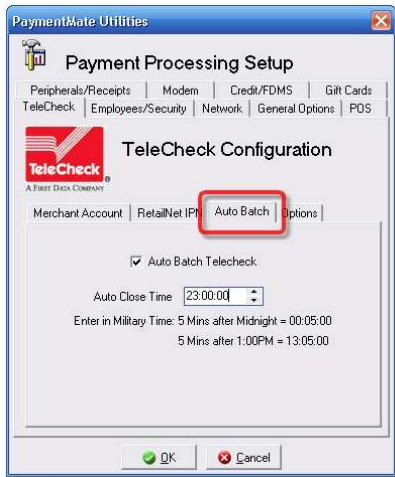 PaymentMate Utilities
Payment Processing Setup
Peripherals/Receipts Modem Credit/FDMS Gift Cards
TeleCheck Employees/Security Network General Options POS
TeleCheck Configuration
TeleCheck®
A First Data Company
Merchant Account RetailNet IPN Auto Batch Options
Auto Batch Telecheck
Auto Close Time 23:00:00
Enter in Military Time: 5 Mins after Midnight = 00:05:00
5 Mins after 1:00PM = 13:05:00
OK Cancel